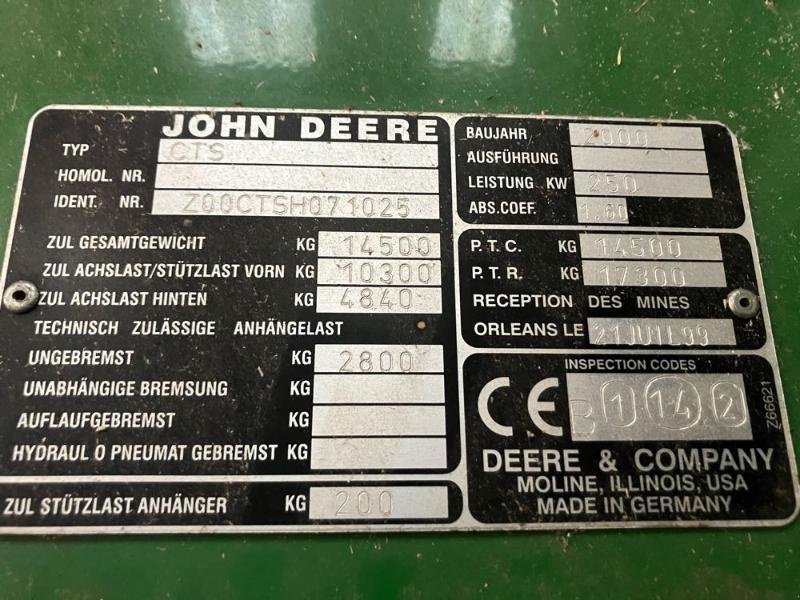 JOHN DEERE
TYP CTS
HOMOL. NR.
IDENT. NR. Z00CTSH071025
ZUL GESAMTGEWICHT KG 14500
ZUL ACHSLAST/STÜTZLAST VORN KG 10300
ZUL ACHSLAST HINTEN KG 4840
TECHNISCH ZULÄSSIGE ANHÄNGELAST
UNGEBREMST KG 2800
UNABHÄNGIGE BREMSUNG KG
AUFLAUFGEBREMST KG
HYDRAUL O PNEUMAT GEBREMST KG
ZUL STÜTZLAST ANHÄNGER KG 200
BAUJAHR 2000
AUSFÜHRUNG
LEISTUNG KW 250
ABS.COEF. 1.60
P.T.C. KG 14500
P.T.R. KG 17300
RECEPTION DES MINES
ORLEANS LE 21JUIL99
INSPECTION CODES
CE B 1 14 2
DEERE & COMPANY
MOLINE, ILLINOIS, USA
MADE IN GERMANY
Z66621